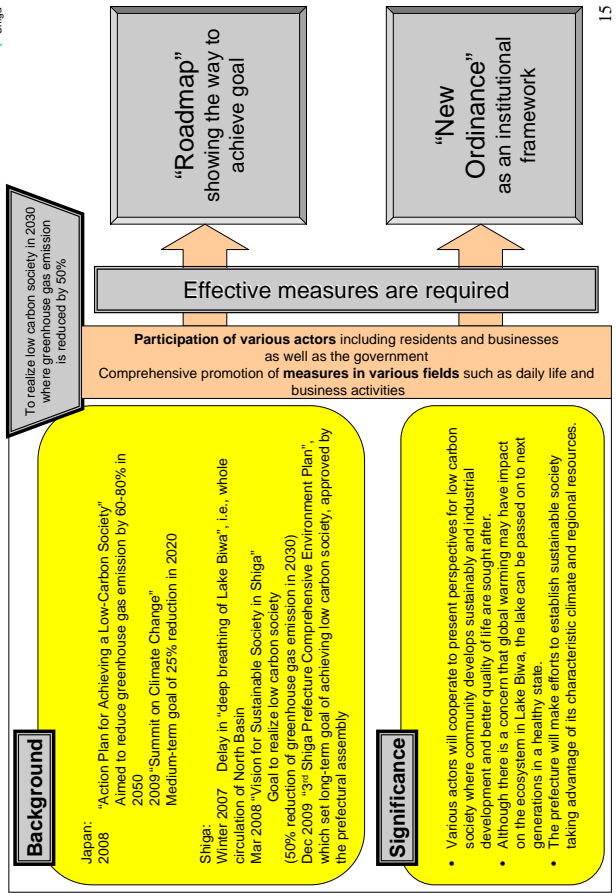 Shiga
Background
Japan:
2008 “Action Plan for Achieving a Low-Carbon Society”
Aimed to reduce greenhouse gas emission by 60-80% in
2050
2009 “Summit on Climate Change”
Medium-term goal of 25% reduction in 2020
Shiga:
Winter 2007 Delay in “deep breathing of Lake Biwa”, i.e., whole
circulation of North Basin
Mar 2008 “Vision for Sustainable Society in Shiga”
Goal to realize low carbon society
(50% reduction of greenhouse gas emission in 2030)
Dec 2009 “3rd Shiga Prefecture Comprehensive Environment Plan”,
which set long-term goal of achieving low carbon society, approved by
the prefectural assembly
Significance
• Various actors will cooperate to present perspectives for low carbon
society where community develops sustainably and industrial
development and better quality of life are sought after.
• Although there is a concern that global warming may have impact
on the ecosystem in Lake Biwa, the lake can be passed on to next
generations in a healthy state.
• The prefecture will make efforts to establish sustainable society
taking advantage of its characteristic climate and regional resources.
To realize low carbon society in 2030
where greenhouse gas emission
is reduced by 50%
Participation of various actors including residents and businesses
as well as the government
Comprehensive promotion of measures in various fields such as daily life and
business activities
Effective measures are required
“Roadmap”
showing the way to
achieve goal
“New
Ordinance”
as an institutional
framework
15